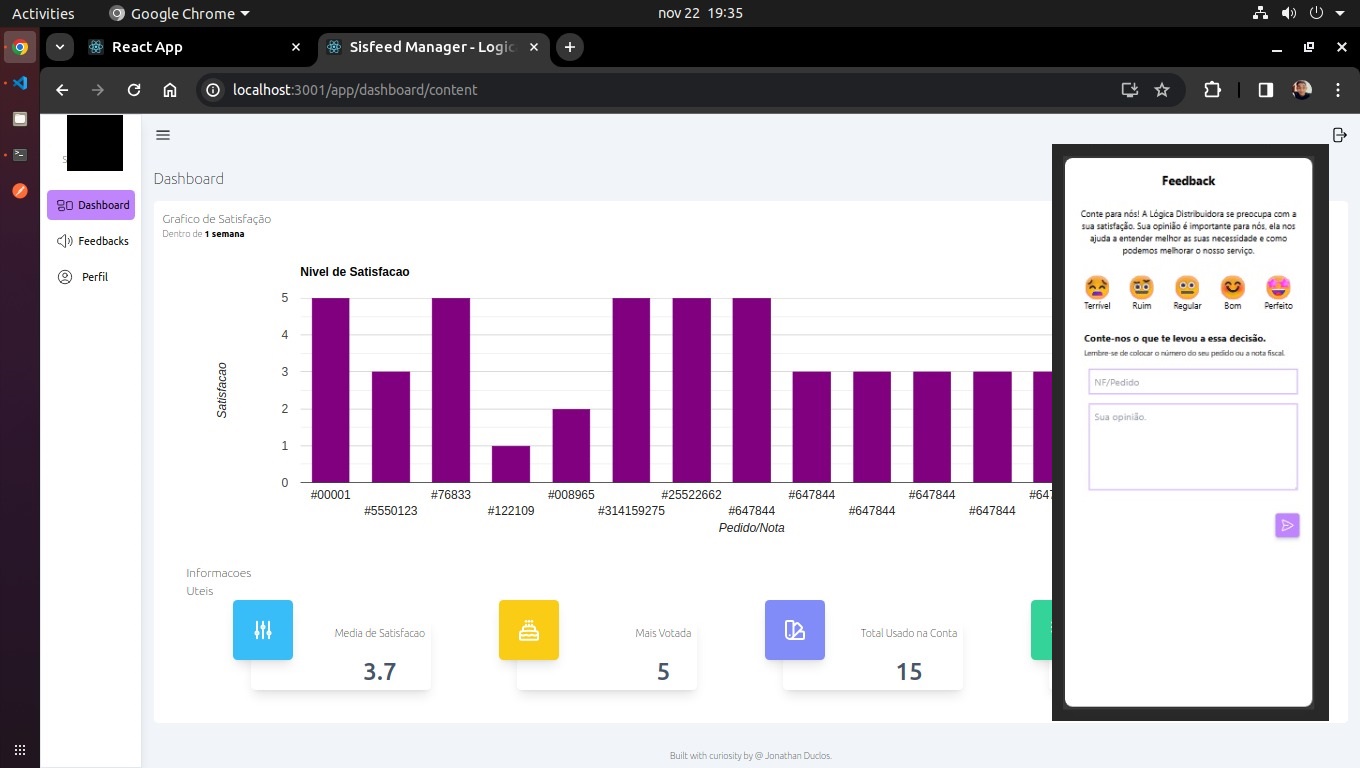 Activities
Google Chrome
nov 22 19:35
React App
Sisfeed Manager - Logic
localhost:3001/app/dashboard/content
S
Dashboard
Feedbacks
Perfil
Dashboard
Grafico de Satisfação
Dentro de 1 semana
Nivel de Satisfacao
5
4
3
2
1
0
Satisfacao
#00001
#76833
#008965
#25522662
#647844
#647844
#647
#5550123
#122109
#314159275
#647844
#647844
#647844
Pedido/Nota
Informacoes
Uteis
Media de Satisfacao
3.7
Mais Votada
5
Total Usado na Conta
15
Built with curiosity by @ Jonathan Duclos.
Feedback
Conte para nós! A Lógica Distribuidora se preocupa com a
sua satisfação. Sua opinião é importante para nós, ela nos
ajuda a entender melhor as suas necessidade e como
podemos melhorar o nosso serviço.
Terrível
Ruim
Regular
Bom
Perfeito
Conte-nos o que te levou a essa decisão.
Lembre-se de colocar o número do seu pedido ou a nota fiscal.
NF/Pedido
Sua opinião.